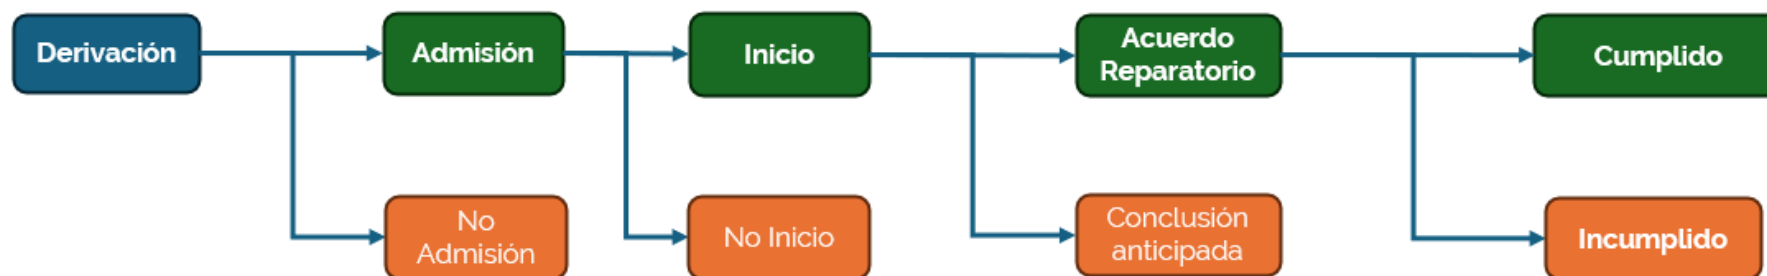 Derivación
Admisión
Inicio
Acuerdo
Reparatorio
Cumplido
No
Admisión
No Inicio
Conclusión
anticipada
Incumplido